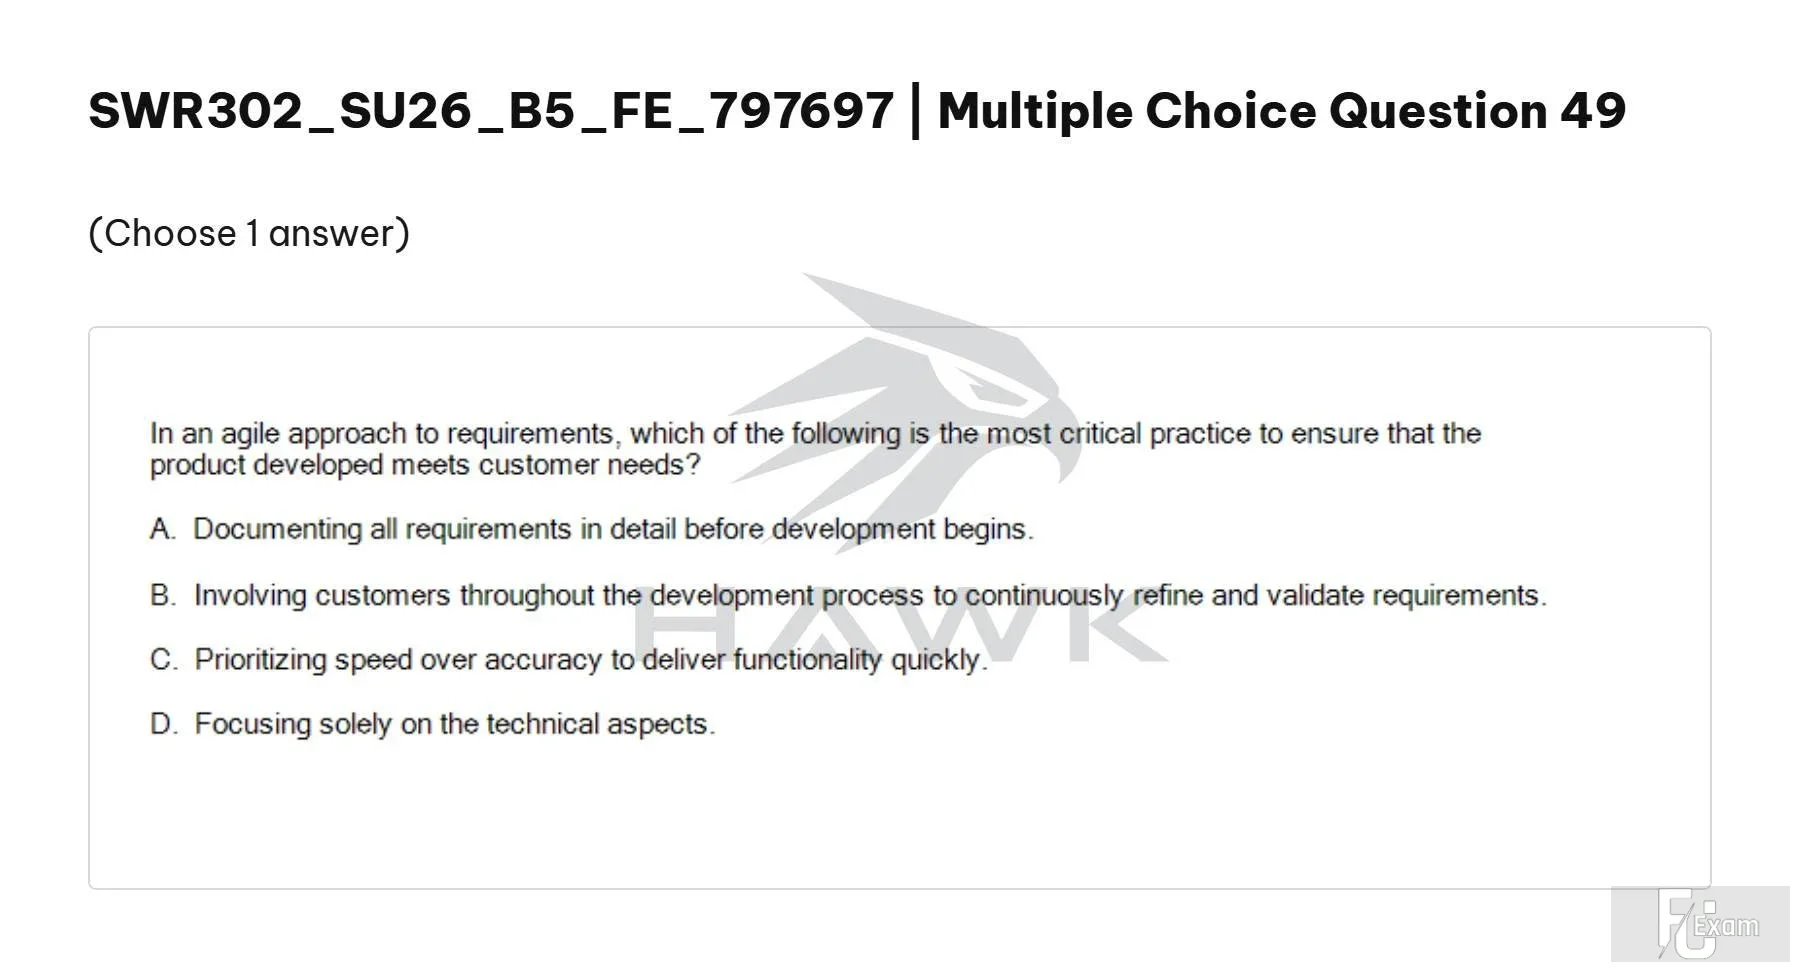 SWR302_SU26_B5_FE_797697 | Multiple Choice Question 49
(Choose 1 answer)
In an agile approach to requirements, which of the following is the most critical practice to ensure that the
product developed meets customer needs?
A. Documenting all requirements in detail before development begins.
B. Involving customers throughout the development process to continuously refine and validate requirements.
HAWK
C. Prioritizing speed over accuracy to deliver functionality quickly.
D. Focusing solely on the technical aspects.
FU Exam